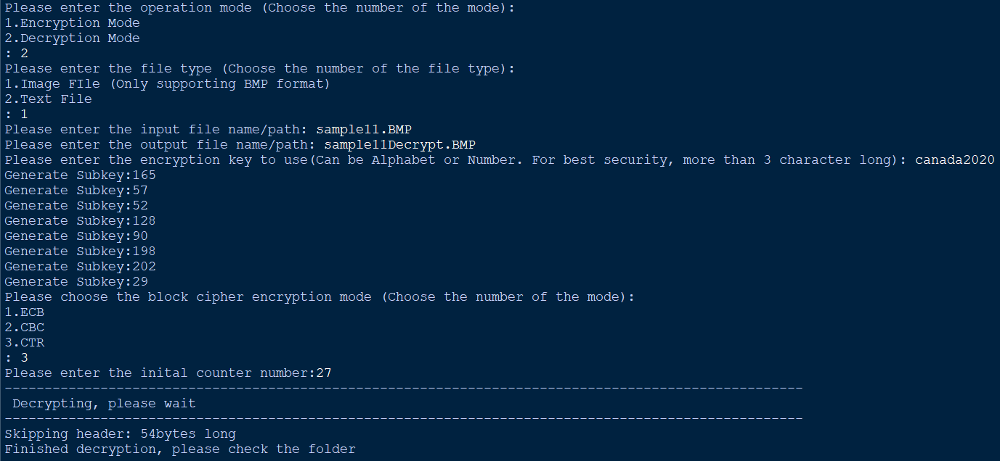 Please enter the operation mode (Choose the number of the mode):
1.Encryption Mode
2.Decryption Mode
: 2
Please enter the file type (Choose the number of the file type):
1.Image FIle (Only supporting BMP format)
2.Text File
: 1
Please enter the input file name/path: sample11.BMP
Please enter the output file name/path: sample11Decrypt.BMP
Please enter the encryption key to use(Can be Alphabet or Number. For best security, more than 3 character long): canada2020
Generate Subkey:165
Generate Subkey:57
Generate Subkey:52
Generate Subkey:128
Generate Subkey:90
Generate Subkey:198
Generate Subkey:202
Generate Subkey:29
Please choose the block cipher encryption mode (Choose the number of the mode):
1.ECB
2.CBC
3.CTR
: 3
Please enter the inital counter number:27
----------------------------------------------------------------------------------------------------
 Decrypting, please wait
----------------------------------------------------------------------------------------------------
Skipping header: 54bytes long
Finished decryption, please check the folder